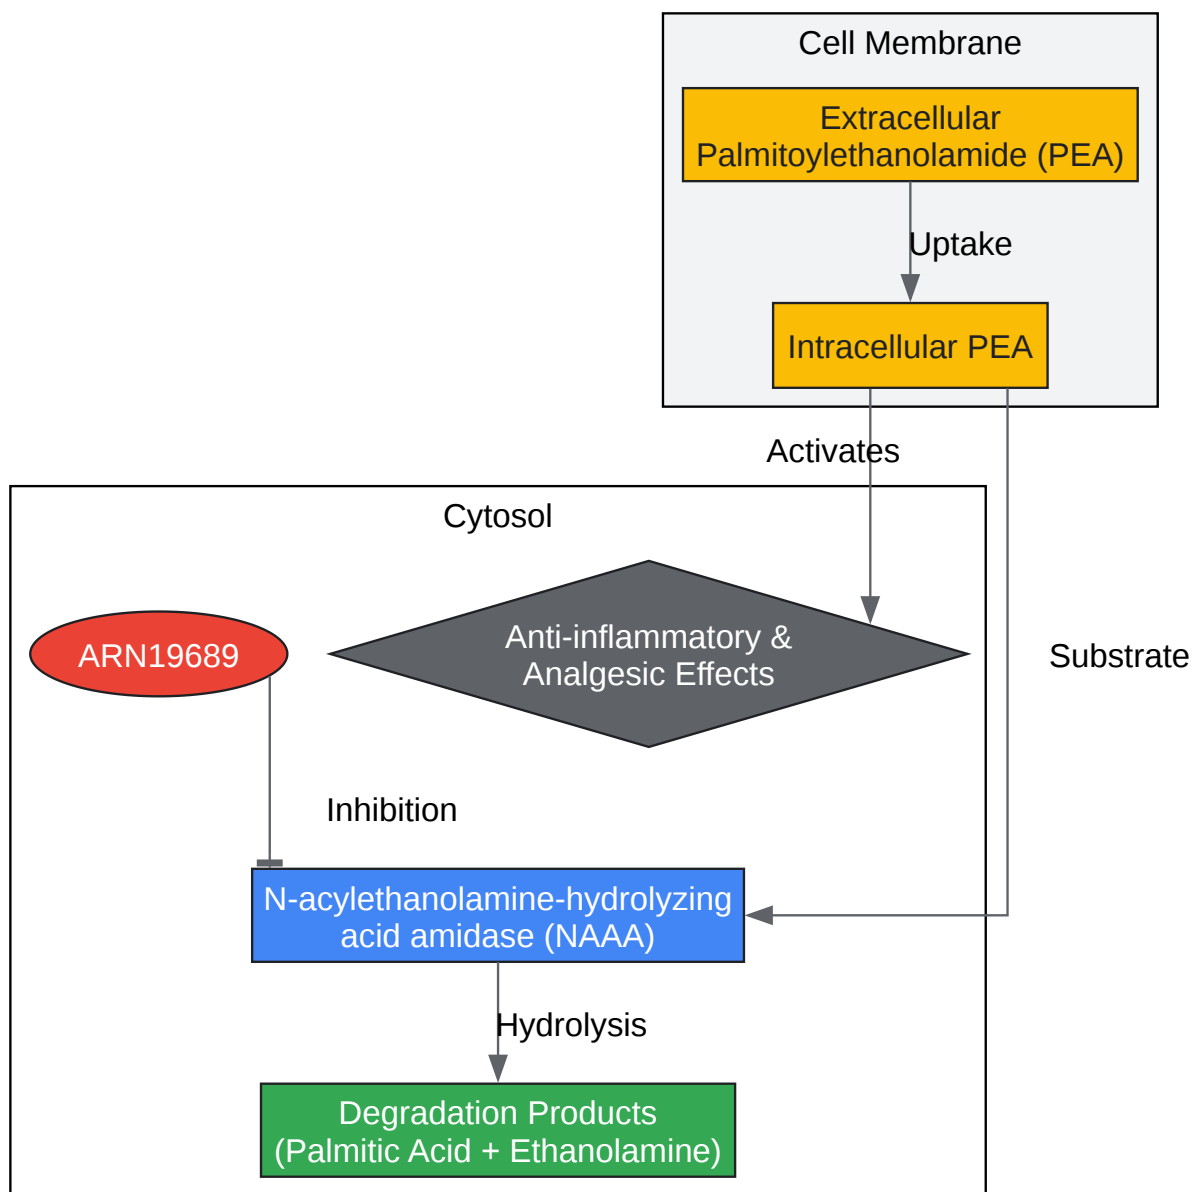 Cell Membrane
Extracellular
Palmitoylethanolamide (PEA)
Uptake
Intracellular PEA
Activates
Cytosol
Anti-inflammatory &
Analgesic Effects
ARN19689
Substrate
Inhibition
N-acylethanolamine-hydrolyzing
acid amidase (NAAA)
Hydrolysis
Degradation Products
(Palmitic Acid + Ethanolamine)